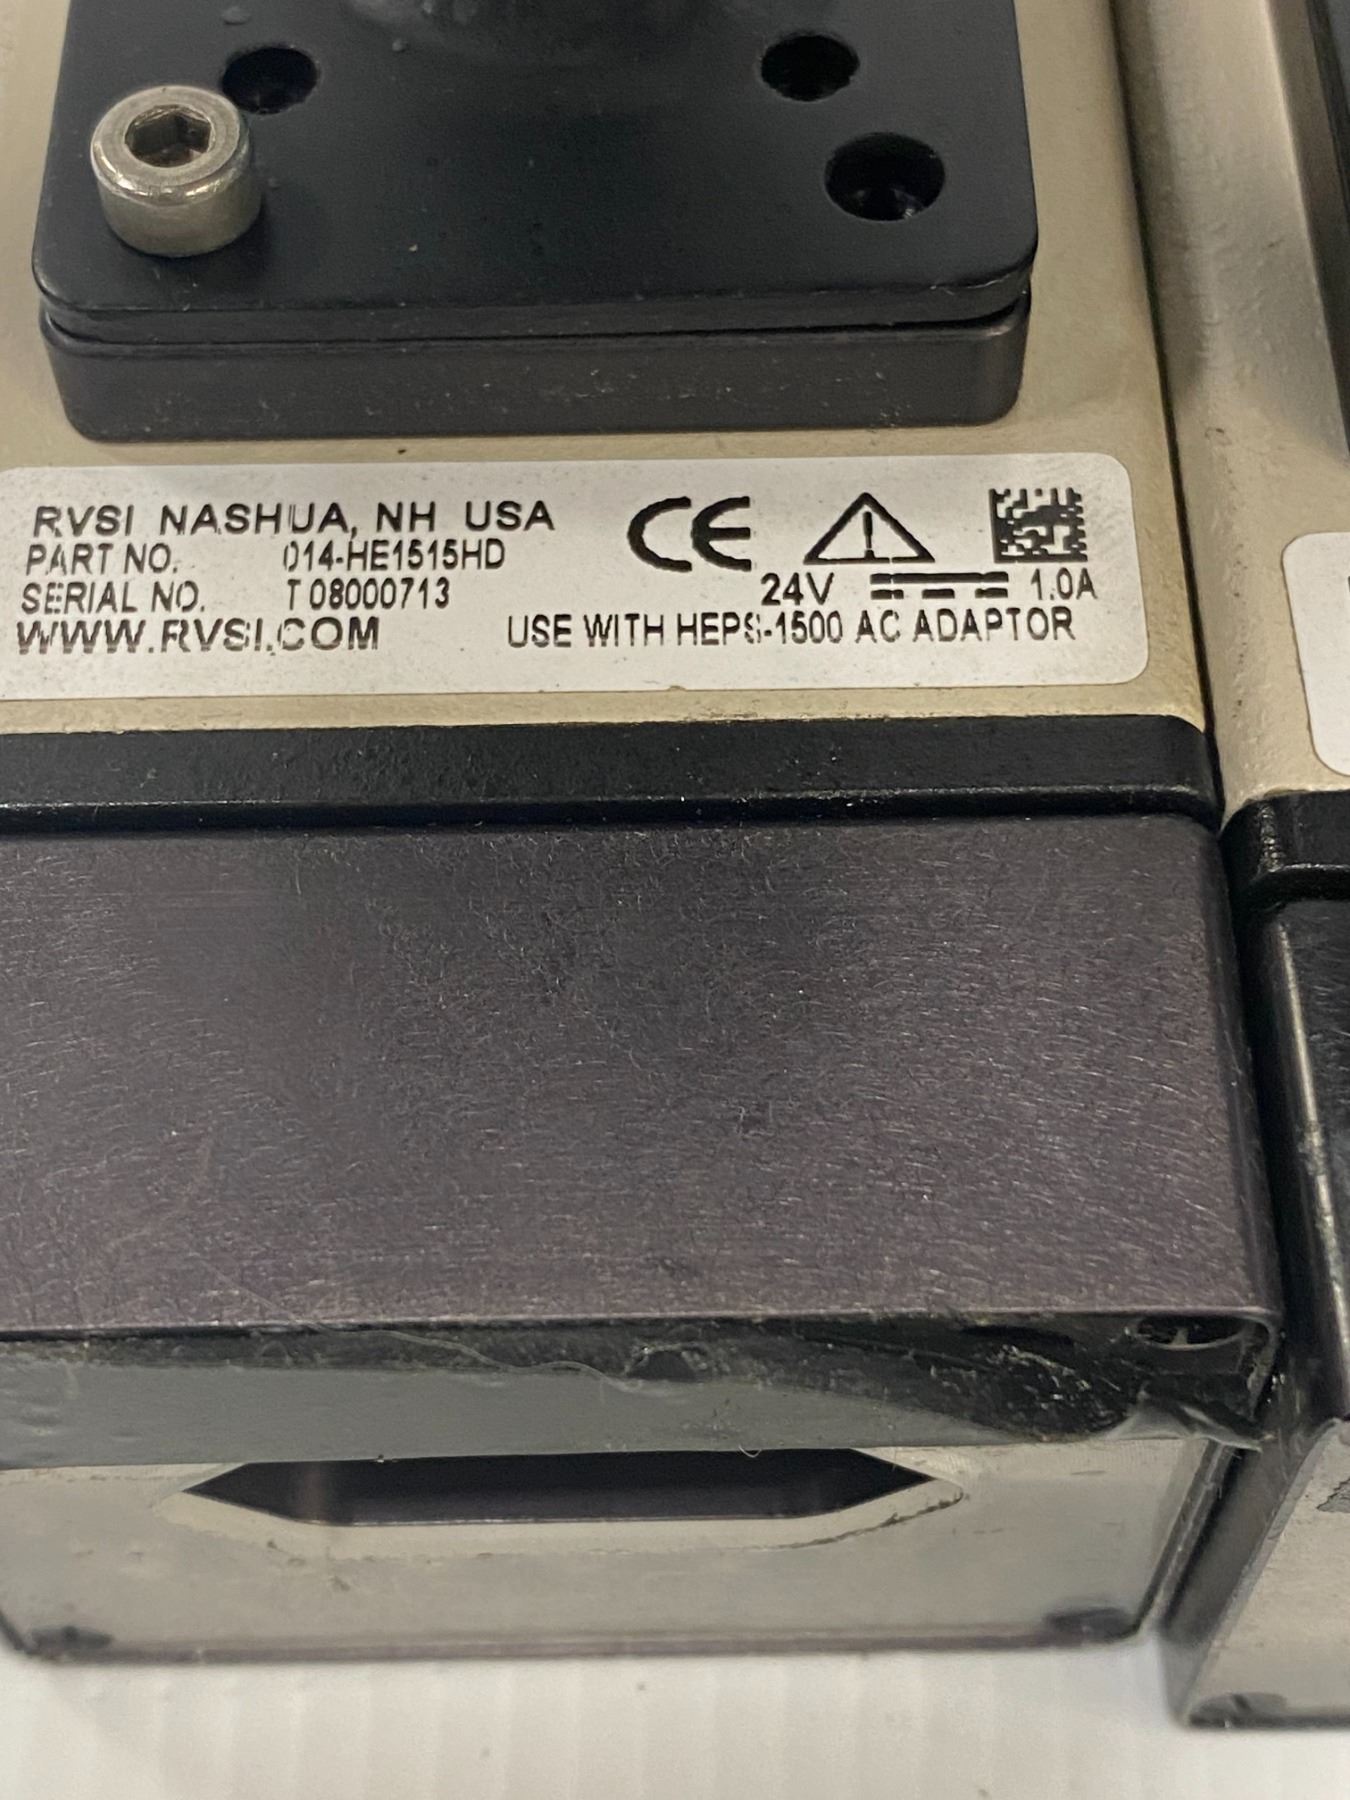 RVSI NASHUA, NH USA
PART NO. 014-HE1515HD
SERIAL NO. T 08000713
WWW.RVSI.COM
CE
24V 1.0A
USE WITH HEPS-1500 AC ADAPTOR